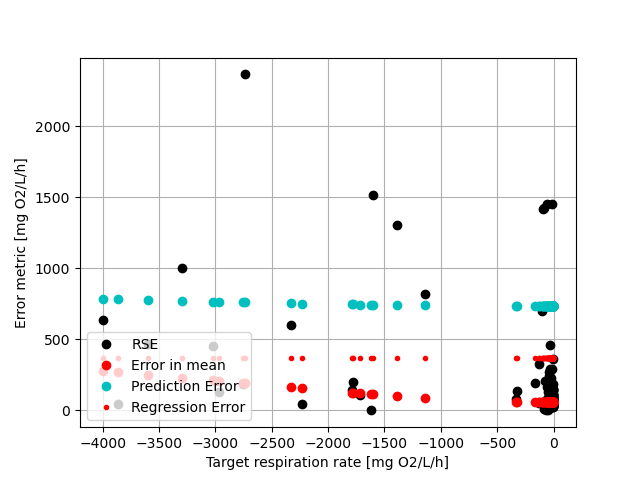 2000
1500
1000
500
0
Error metric [mg O2/L/h]
RSE
Error in mean
Prediction Error
Regression Error
−4000 −3500 −3000 −2500 −2000 −1500 −1000 −500 0
Target respiration rate [mg O2/L/h]